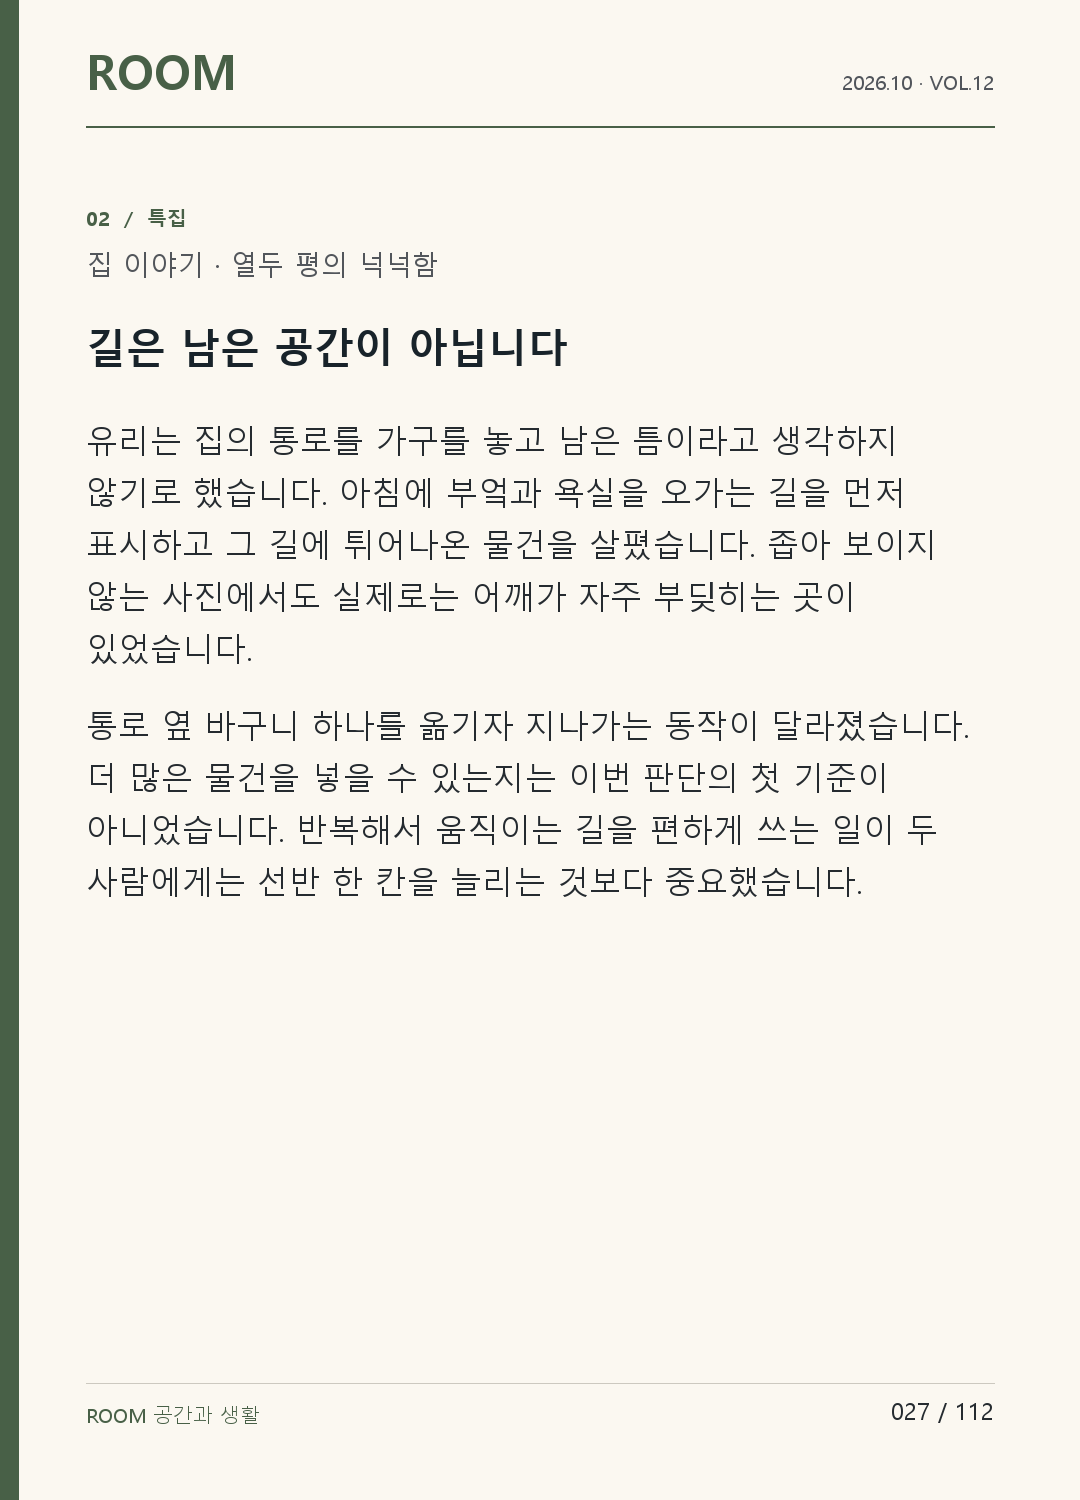 ROOM
2026.10 · VOL.12
02 / 특집
집 이야기 · 열두 평의 넉넉함
길은 남은 공간이 아닙니다
유리는 집의 통로를 가구를 놓고 남은 틈이라고 생각하지
않기로 했습니다. 아침에 부엌과 욕실을 오가는 길을 먼저
표시하고 그 길에 튀어나온 물건을 살폈습니다. 좁아 보이지
않는 사진에서도 실제로는 어깨가 자주 부딪히는 곳이
있었습니다.
통로 옆 바구니 하나를 옮기자 지나가는 동작이 달라졌습니다.
더 많은 물건을 넣을 수 있는지는 이번 판단의 첫 기준이
아니었습니다. 반복해서 움직이는 길을 편하게 쓰는 일이 두
사람에게는 선반 한 칸을 늘리는 것보다 중요했습니다.
ROOM 공간과 생활
027 / 112